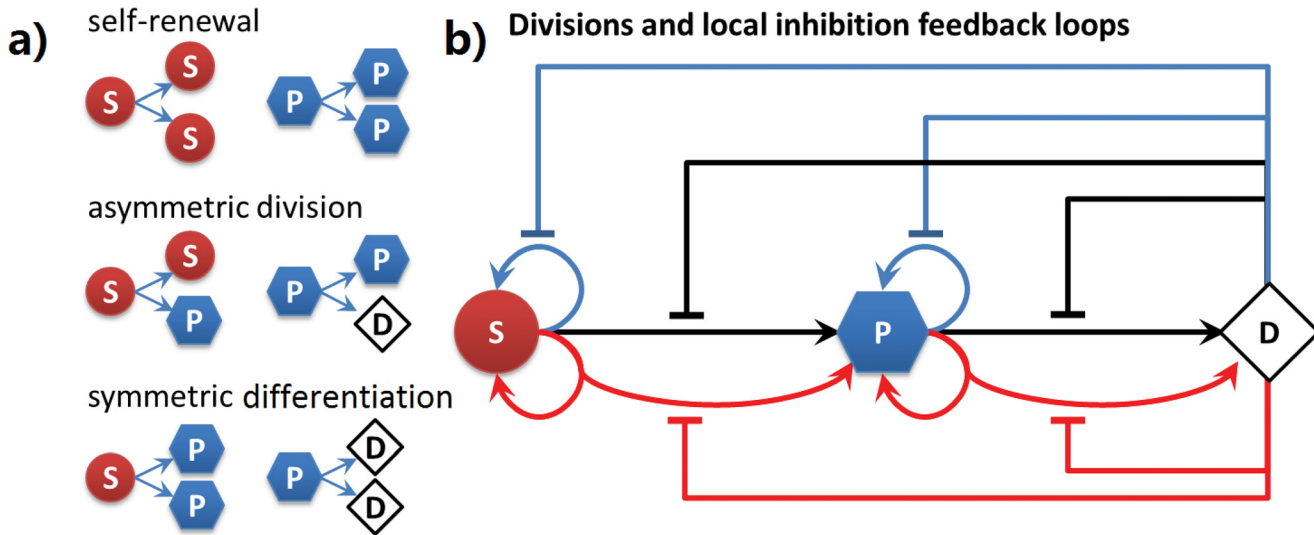 a)
self-renewal
S
S
S
P
P
P
asymmetric division
S
S
P
P
P
D
symmetric differentiation
S
P
P
P
D
D
b)
Divisions and local inhibition feedback loops
S
P
D